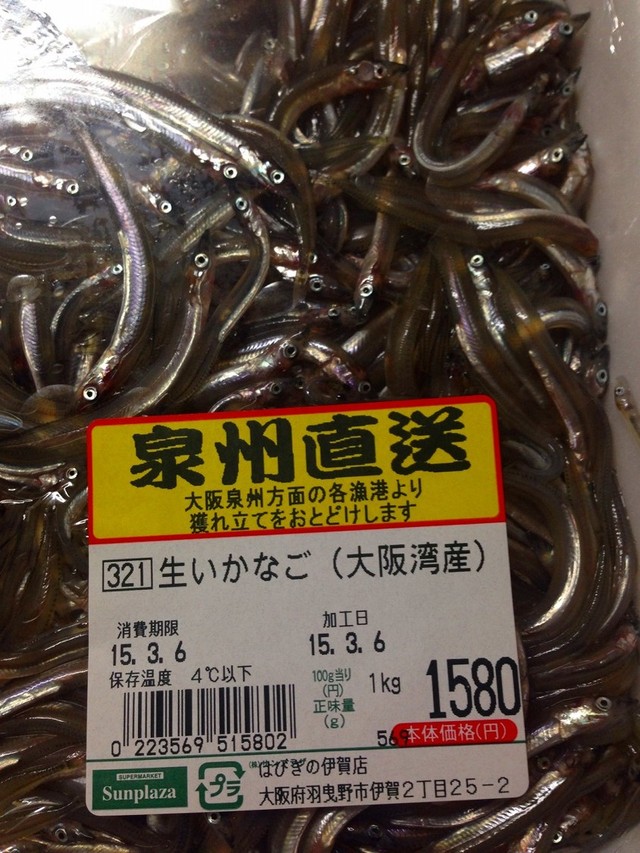 泉州直送
大阪泉州方面の各漁港より
獲れ立てをおとどけします
321 生いかなご（大阪湾産）
消費期限 加工日
15.3.6 15.3.6
保存温度 4℃以下
100g当り(円) 1kg 1580
正味量(g)
本体価格(円)
0 223569 515802
SUPERMARKET
Sunplaza
プラ
はびきの伊賀店
大阪府羽曳野市伊賀2丁目25-2